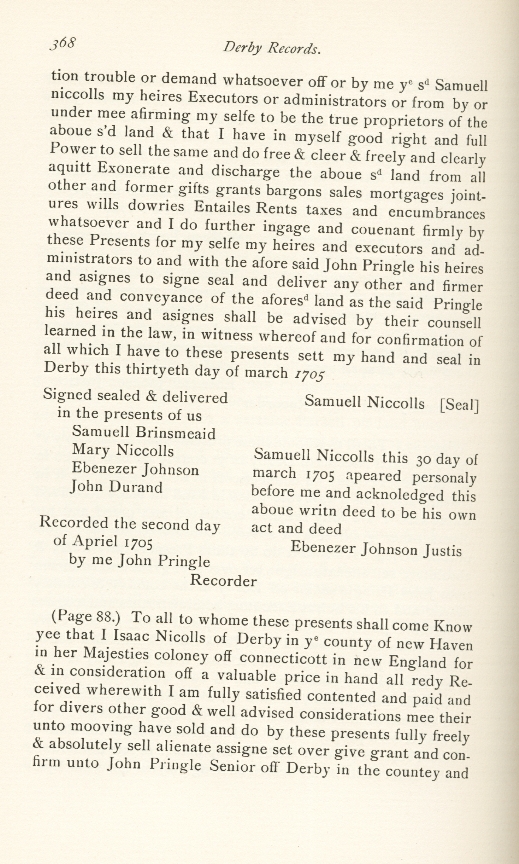 368
Derby Records.
tion trouble or demand whatsoever off or by me yᵉ sᵈ Samuell
niccolls my heires Executors or administrators or from by or
under mee afirming my selfe to be the true proprietors of the
aboue s'd land & that I have in myself good right and full
Power to sell the same and do free & cleer & freely and clearly
aquitt Exonerate and discharge the aboue sᵈ land from all
other and former gifts grants bargons sales mortgages joint-
ures wills dowries Entailes Rents taxes and encumbrances
whatsoever and I do further ingage and couenant firmly by
these Presents for my selfe my heires and executors and ad-
ministrators to and with the afore said John Pringle his heires
and asignes to signe seal and deliver any other and firmer
deed and conveyance of the aforesᵈ land as the said Pringle
his heires and asignes shall be advised by their counsell
learned in the law, in witness whereof and for confirmation of
all which I have to these presents sett my hand and seal in
Derby this thirtyeth day of march 1705
Signed sealed & delivered
in the presents of us
Samuell Brinsmeaid
Mary Niccolls
Ebenezer Johnson
John Durand
Recorded the second day
of Apriel 1705
by me John Pringle
Recorder
Samuell Niccolls [Seal]
Samuell Niccolls this 30 day of
march 1705 apeared personaly
before me and acknoledged this
aboue writn deed to be his own
act and deed
Ebenezer Johnson Justis
(Page 88.) To all to whome these presents shall come Know
yee that I Isaac Nicolls of Derby in yᵉ county of new Haven
in her Majesties coloney off connecticott in new England for
& in consideration off a valuable price in hand all redy Re-
ceived wherewith I am fully satisfied contented and paid and
for divers other good & well advised considerations mee their
unto mooving have sold and do by these presents fully freely
& absolutely sell alienate assigne set over give grant and con-
firm unto John Pringle Senior off Derby in the countey and